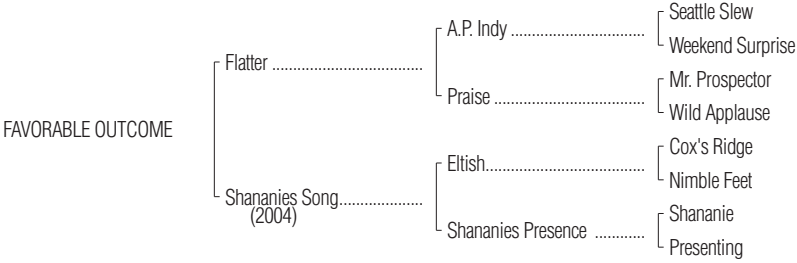 Seattle Slew
A.P. Indy ..............................
Weekend Surprise
Flatter ..................................
Mr. Prospector
Praise ..................................
Wild Applause
FAVORABLE OUTCOME
Cox's Ridge
Eltish...................................
Nimble Feet
Shananies Song...................
(2004)
Shananie
Shananies Presence ............
Presenting